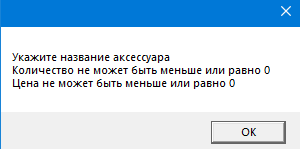 Укажите название аксессуара
Количество не может быть меньше или равно 0
Цена не может быть меньше или равно 0
OK